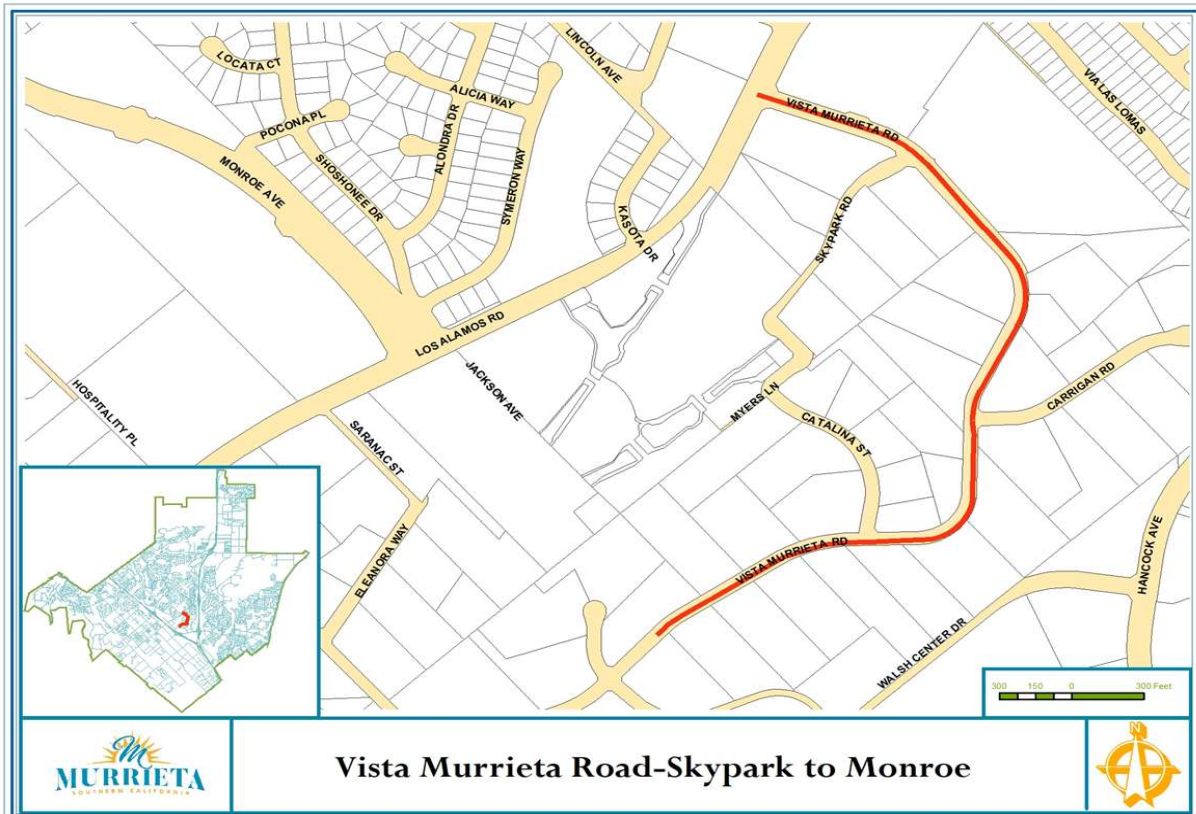 LOCATA CT
LINCOLN AVE
ALICIA WAY
VISTA MURRIETA RD
VIA LAS LOMAS
POCONA PL
ALONDRA DR
MONROE AVE
SHOSHONEE DR
SYMERON WAY
KASOTA DR
SKYPARK RD
LOS ALAMOS RD
JACKSON AVE
HOSPITALITY PL
MYERS LN
CARRIGAN RD
SARANAC ST
CATALINA ST
ELEANORA WAY
VISTA MURRIETA RD
HANCOCK AVE
WALSH CENTER DR
300 150 0 300 Feet
M
MURRIETA
SOUTHERN CALIFORNIA
Vista Murrieta Road-Skypark to Monroe
N